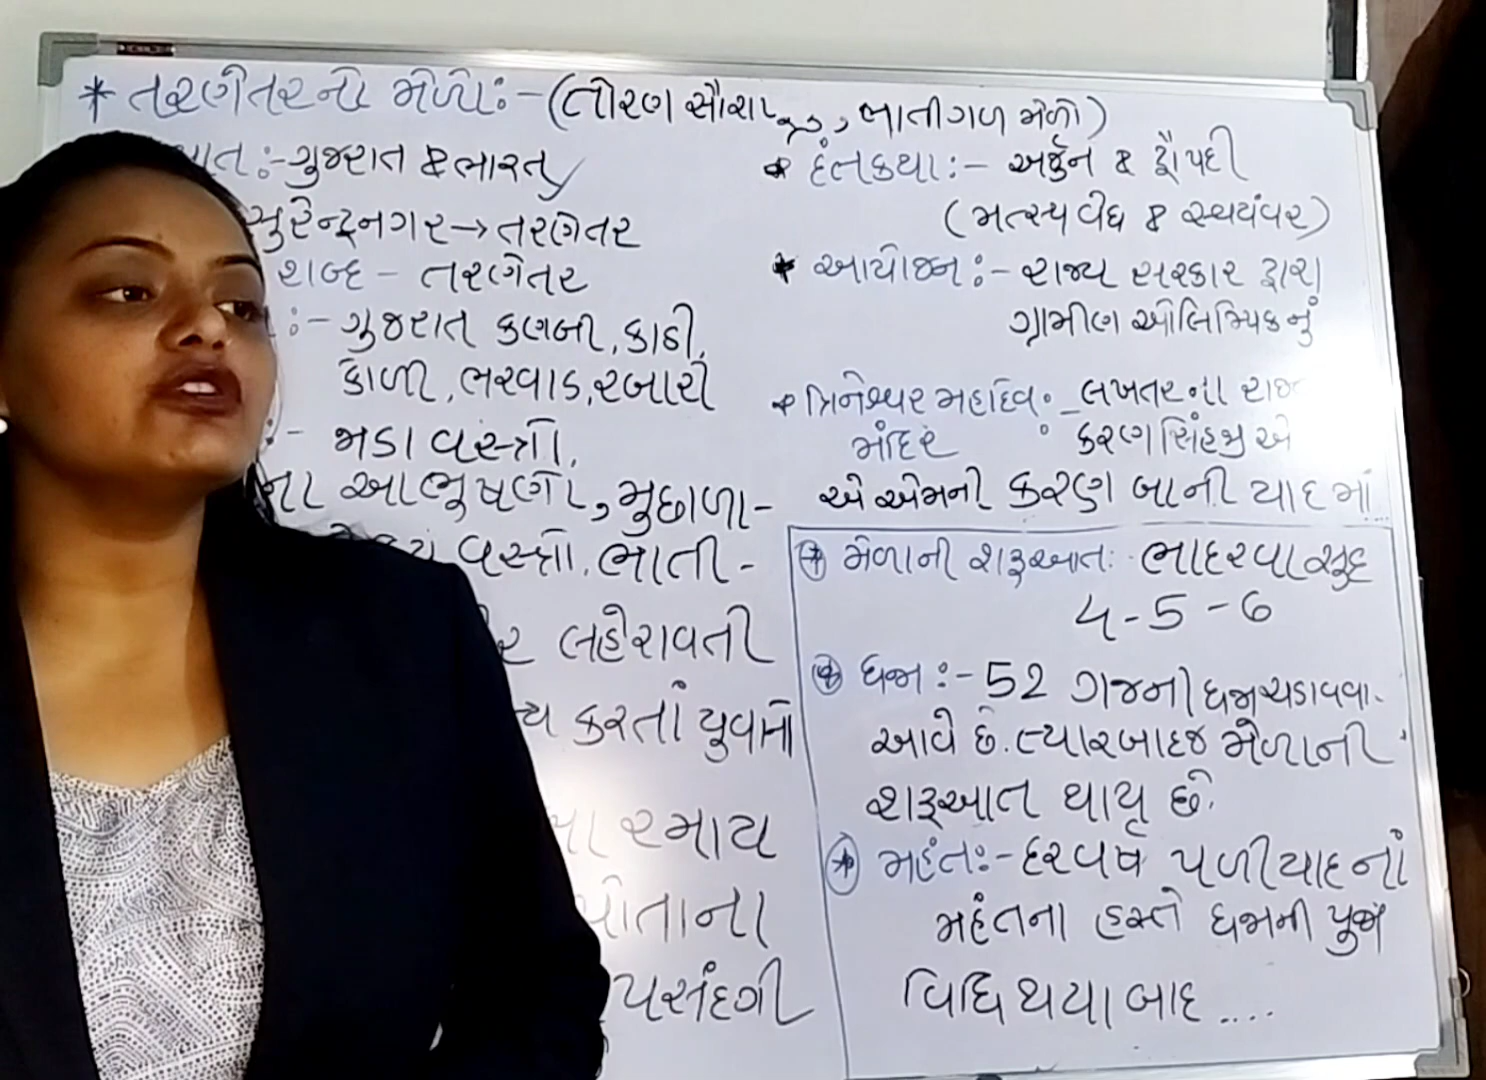 * તરણેતરનો મેળો:- (તોરણ સૌરાષ્ટ્ર, ભાતીગળ મેળો)
:- ગુજરાત & ભારત
સુરેન્દ્રનગર → તરણેતર
શબ્દ - તરણેતર
:- ગુજરાત કણબી, કાઠી,
કોળી, ભરવાડ, રબારી
:- ભડા વસ્ત્રો,
ના આભૂષણો, મુછાળા-
વસ્ત્રો, ભાતી-
લહેરાવતી
કરતાં યુવાનો
રમાય
પોતાના
પસંદગી
* દંતકથા :- અર્જુન & દ્રૌપદી
(મત્સ્યવેધ & સ્વયંવર)
* આયોજન :- રાજ્ય સરકાર દ્વારા
ગ્રામીણ ઓલિમ્પિકનું
* ત્રિનેશ્વર મહાદેવ :- લખતરના
મંદિર : કરણસિંહજી એ
એ એમની કરણ બાની યાદ માં...
* મેળાની શરૂઆત: ભાદરવા સુદ
4-5-6
* ધજા :- 52 ગજની ધજા ચડાવવા-
આવે છે. ત્યારબાદજ મેળાની
શરૂઆત થાય છે.
* મહંત:- દરવર્ષે પળીયાદનાં
મહંતના હસ્તે ધજાની પુજા
વિધિ થયા બાદ ....